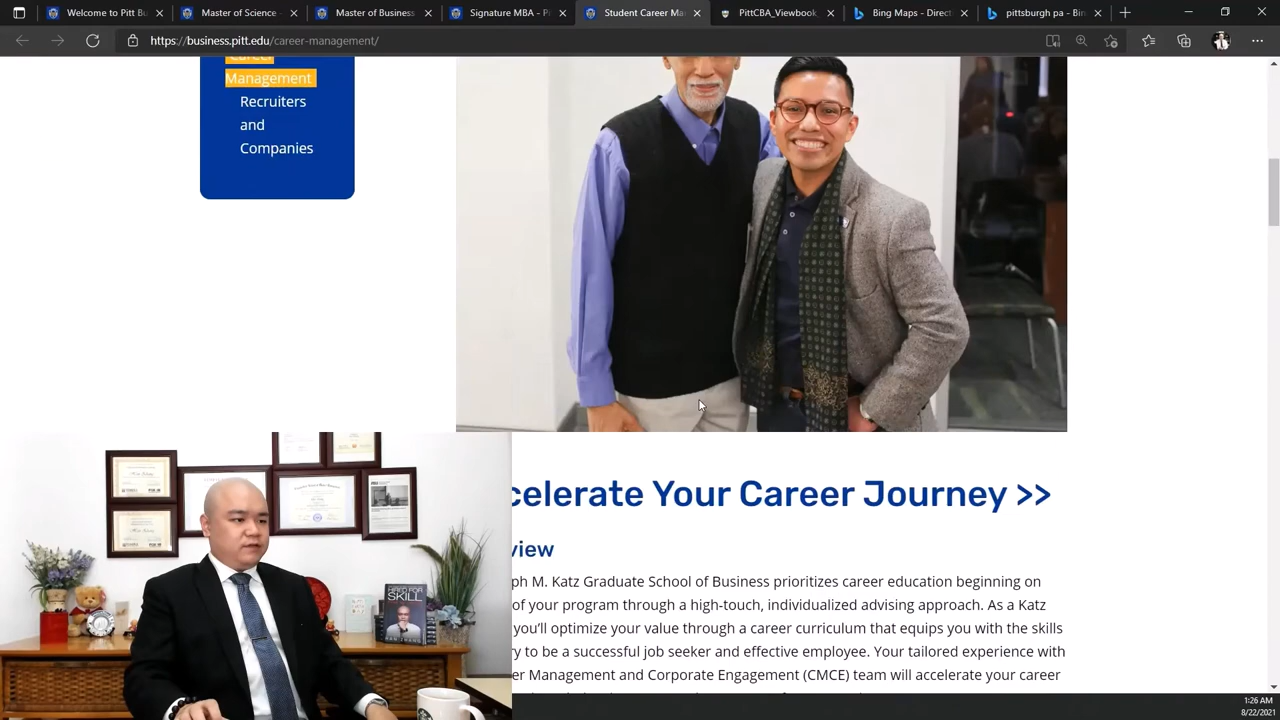 Welcome to Pitt B
Master of Science -
Master of Business
Signature MBA - P
Student Career Ma
PittCBA_Viewbook_
Bing Maps - Direct
pittsburgh pa - Bin
https://business.pitt.edu/career-management/
Career
Management
Recruiters
and
Companies
celerate Your Career Journey >>
view
ph M. Katz Graduate School of Business prioritizes career education beginning on
of your program through a high-touch, individualized advising approach. As a Katz
you'll optimize your value through a career curriculum that equips you with the skills
ry to be a successful job seeker and effective employee. Your tailored experience with
er Management and Corporate Engagement (CMCE) team will accelerate your career
SKILL
1:26 AM
8/22/2021